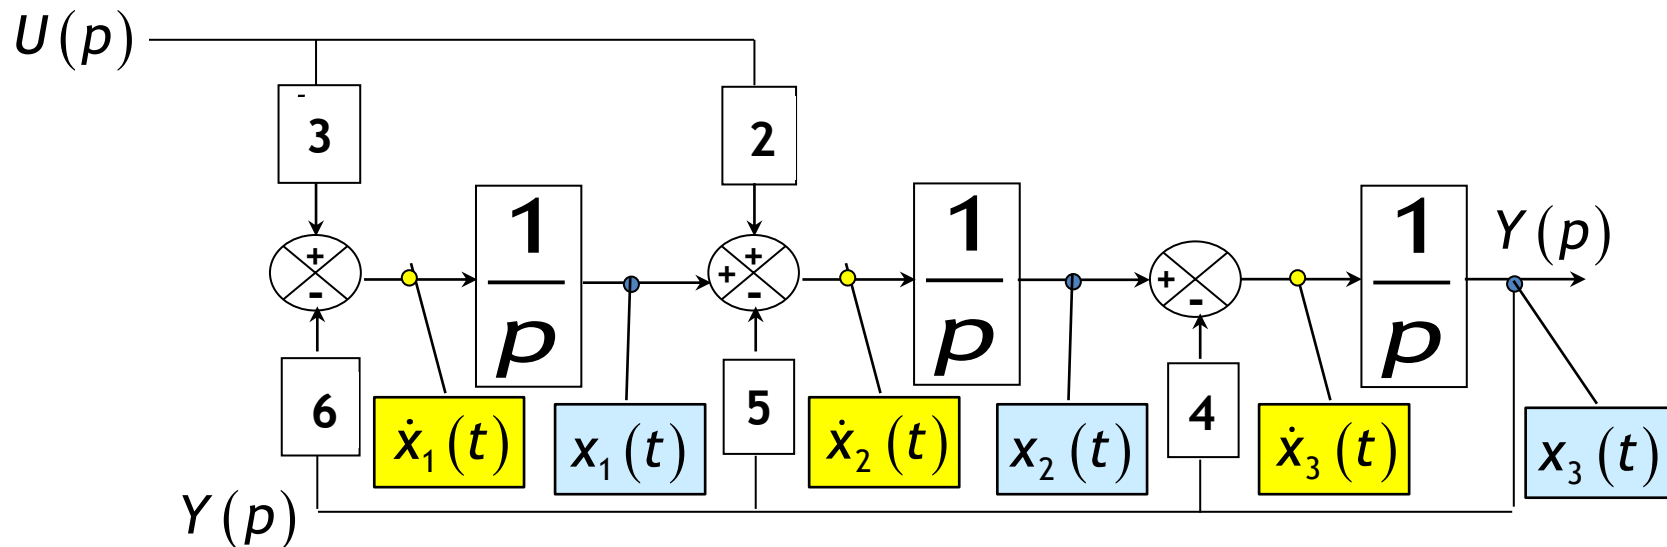 U(p)
-
3
2
1
p
1
p
1
p
Y(p)
+
-
+
+
-
+
-
6
5
4
ẋ₁(t)
x₁(t)
ẋ₂(t)
x₂(t)
ẋ₃(t)
x₃(t)
Y(p)